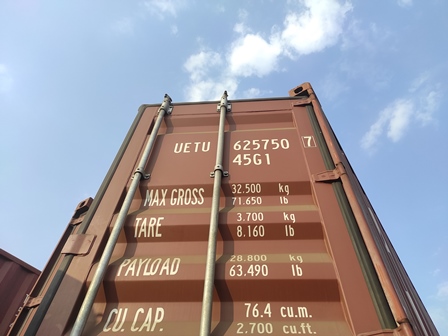 UETU 625750 7
45G1
MAX GROSS 32.500 kg
71.650 lb
TARE 3.700 kg
8.160 lb
PAYLOAD 28.800 kg
63.490 lb
CU. CAP. 76.4 cu.m.
2.700 cu.ft.